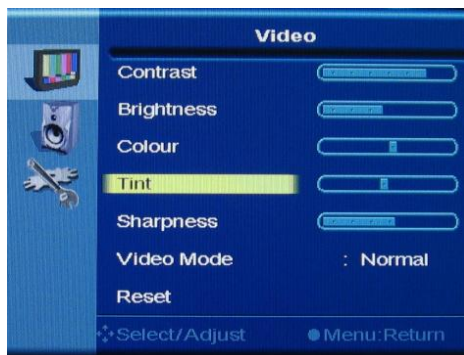 Video
Contrast
Brightness
Colour
Tint
Sharpness
Video Mode : Normal
Reset
Select/Adjust Menu:Return